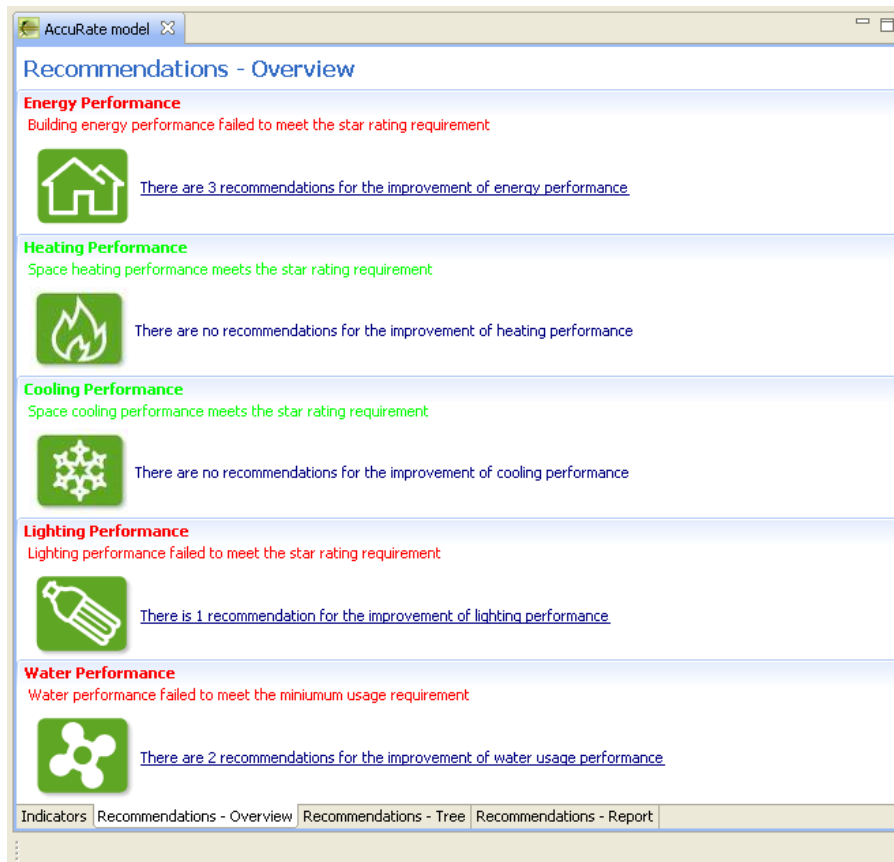 AccuRate model
Recommendations - Overview
Energy Performance
Building energy performance failed to meet the star rating requirement
There are 3 recommendations for the improvement of energy performance
Heating Performance
Space heating performance meets the star rating requirement
There are no recommendations for the improvement of heating performance
Cooling Performance
Space cooling performance meets the star rating requirement
There are no recommendations for the improvement of cooling performance
Lighting Performance
Lighting performance failed to meet the star rating requirement
There is 1 recommendation for the improvement of lighting performance
Water Performance
Water performance failed to meet the miniumum usage requirement
There are 2 recommendations for the improvement of water usage performance
Indicators Recommendations - Overview Recommendations - Tree Recommendations - Report